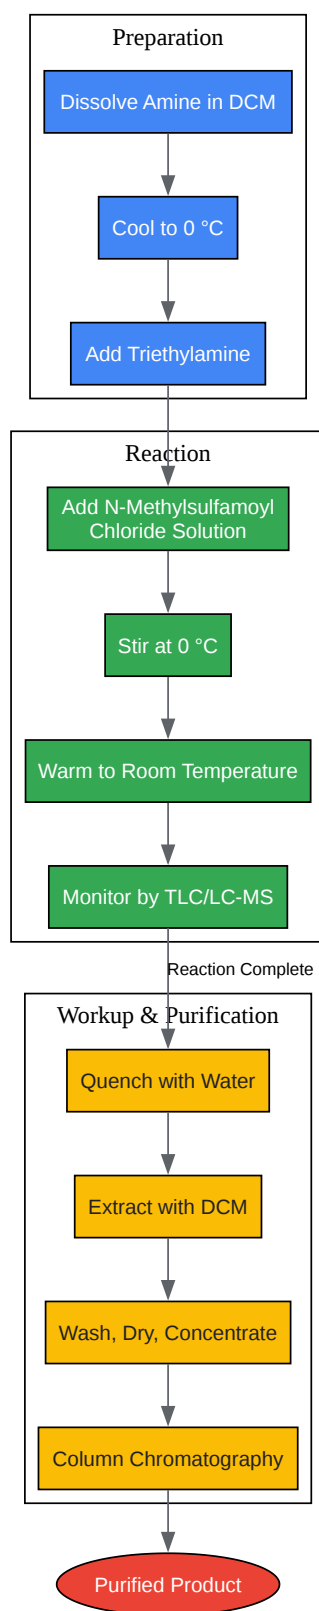 Preparation
Dissolve Amine in DCM
Cool to 0 °C
Add Triethylamine
Reaction
Add N-Methylsulfamoyl
Chloride Solution
Stir at 0 °C
Warm to Room Temperature
Monitor by TLC/LC-MS
Reaction Complete
Workup & Purification
Quench with Water
Extract with DCM
Wash, Dry, Concentrate
Column Chromatography
Purified Product